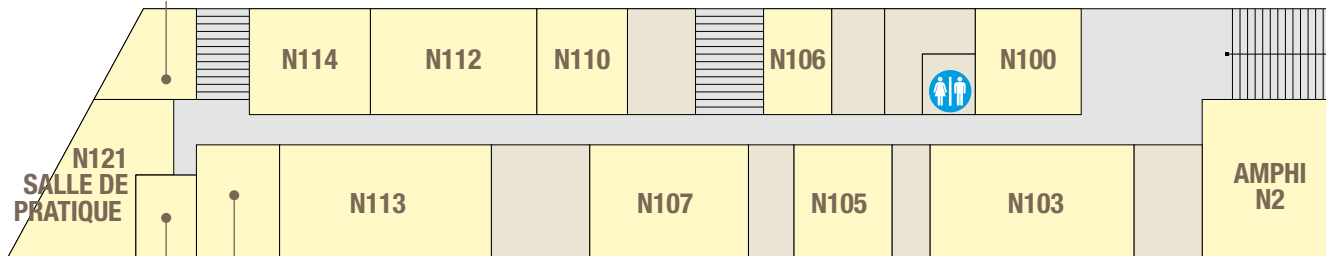 N114
N112
N110
N106
N100
N121
SALLE DE
PRATIQUE
N113
N107
N105
N103
AMPHI
N2